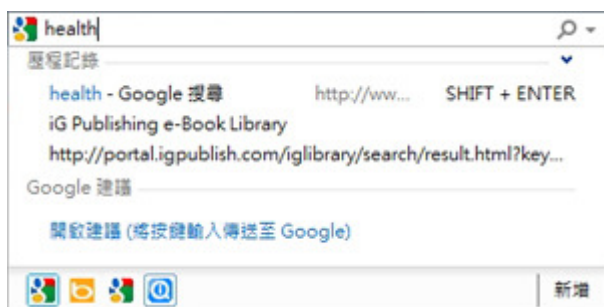 health
歷程記錄
health - Google 搜尋 http://ww... SHIFT + ENTER
iG Publishing e-Book Library
http://portal.igpublish.com/iglibrary/search/result.html?key...
Google 建議
開啟建議 (將按鍵輸入傳送至 Google)
新增